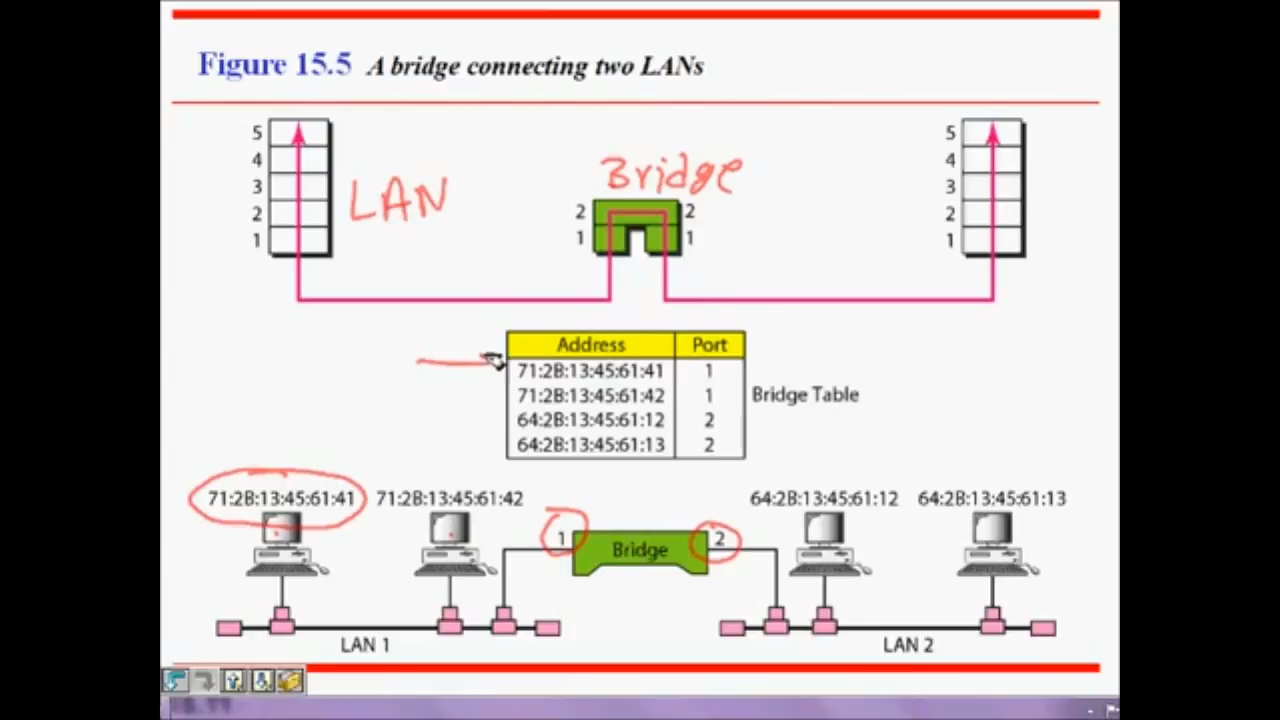 Figure 15.5 A bridge connecting two LANs
5 5
4 4
3 Bridge 3
2 LAN 2 2 2
1 1 1 1
Address Port
71:2B:13:45:61:41 1
71:2B:13:45:61:42 1
64:2B:13:45:61:12 2
64:2B:13:45:61:13 2
Bridge Table
71:2B:13:45:61:41 71:2B:13:45:61:42 64:2B:13:45:61:12 64:2B:13:45:61:13
1 Bridge 2
LAN 1 LAN 2